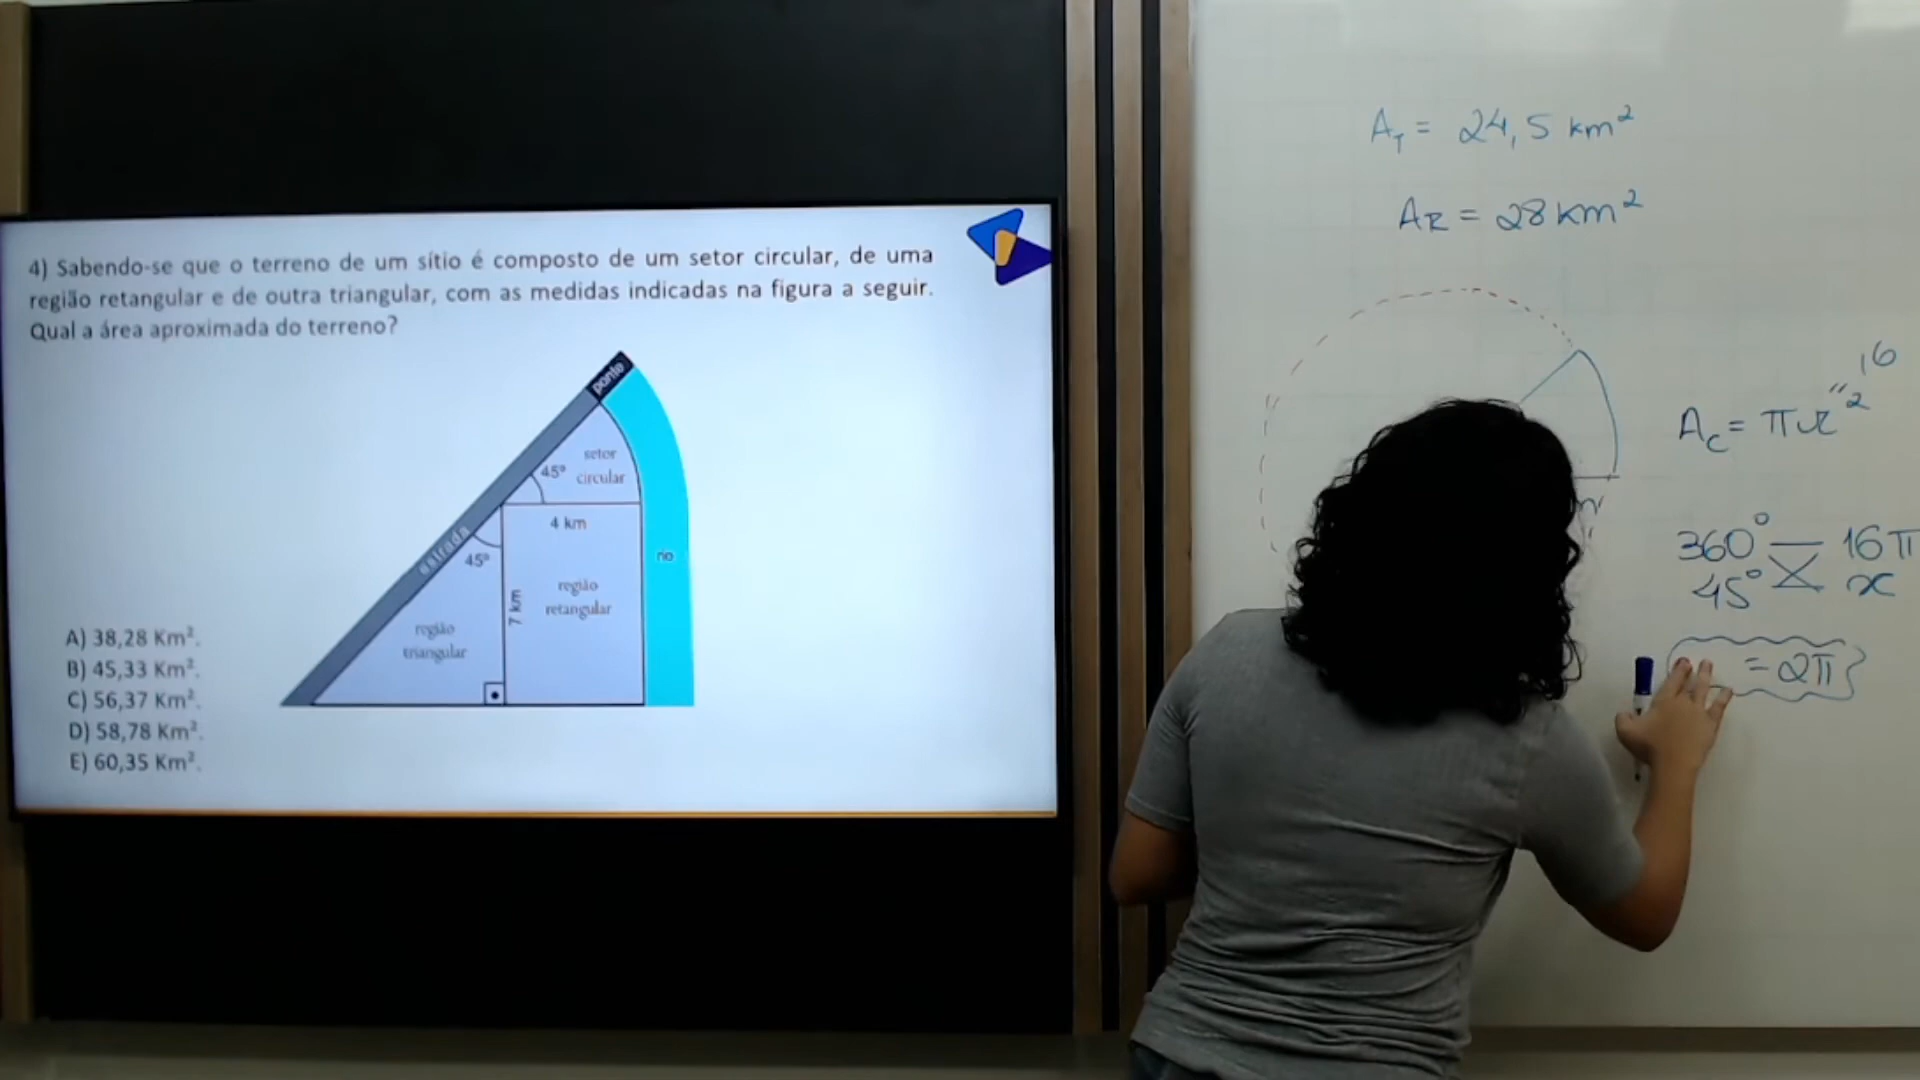 4) Sabendo-se que o terreno de um sítio é composto de um setor circular, de uma
região retangular e de outra triangular, com as medidas indicadas na figura a seguir.
Qual a área aproximada do terreno?
ponte
setor
circular
45º
4 km
calçada
45º
rio
7 km
região
retangular
região
triangular
A) 38,28 Km².
B) 45,33 Km².
C) 56,37 Km².
D) 58,78 Km².
E) 60,35 Km².
A_T = 24,5 km²
A_R = 28 km²
16
A_C = πr²
360° — 16π
45° x
= 2π